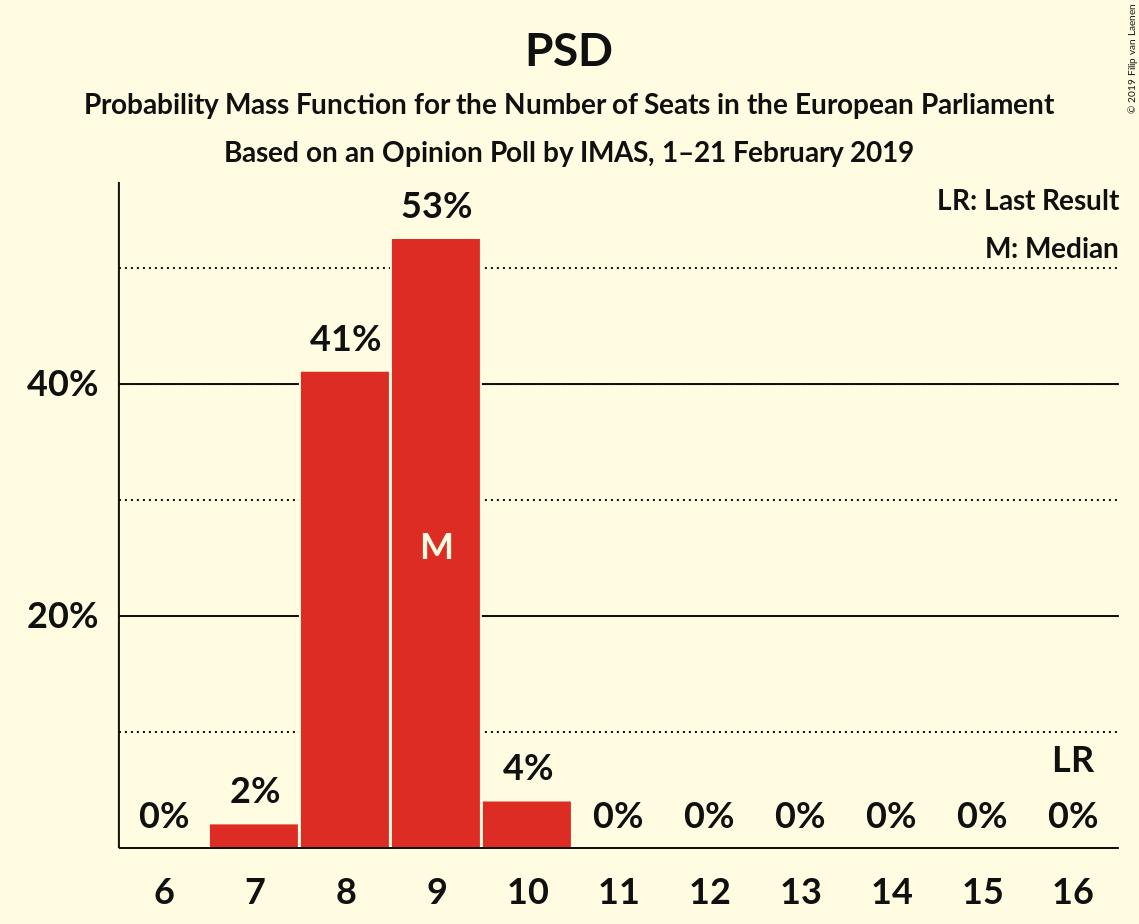 PSD
Probability Mass Function for the Number of Seats in the European Parliament
Based on an Opinion Poll by IMAS, 1–21 February 2019
© 2019 Filip van Laenen
LR: Last Result
M: Median
53%
41%
40%
M
20%
LR
4%
2%
0%
0%
0%
0%
0%
0%
0%
6 7 8 9 10 11 12 13 14 15 16